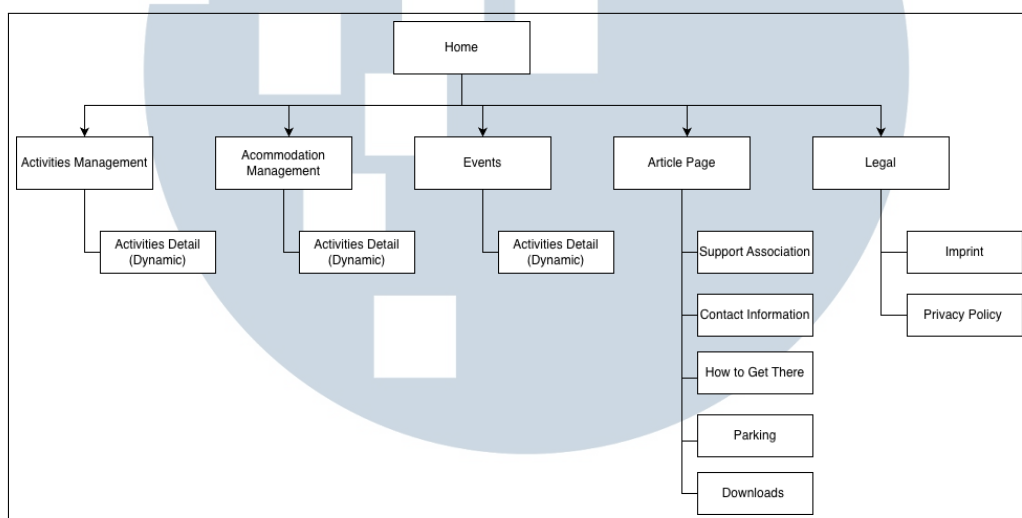 Home
Activities Management
Acommodation
Management
Events
Article Page
Legal
Activities Detail
(Dynamic)
Activities Detail
(Dynamic)
Activities Detail
(Dynamic)
Support Association
Imprint
Contact Information
Privacy Policy
How to Get There
Parking
Downloads